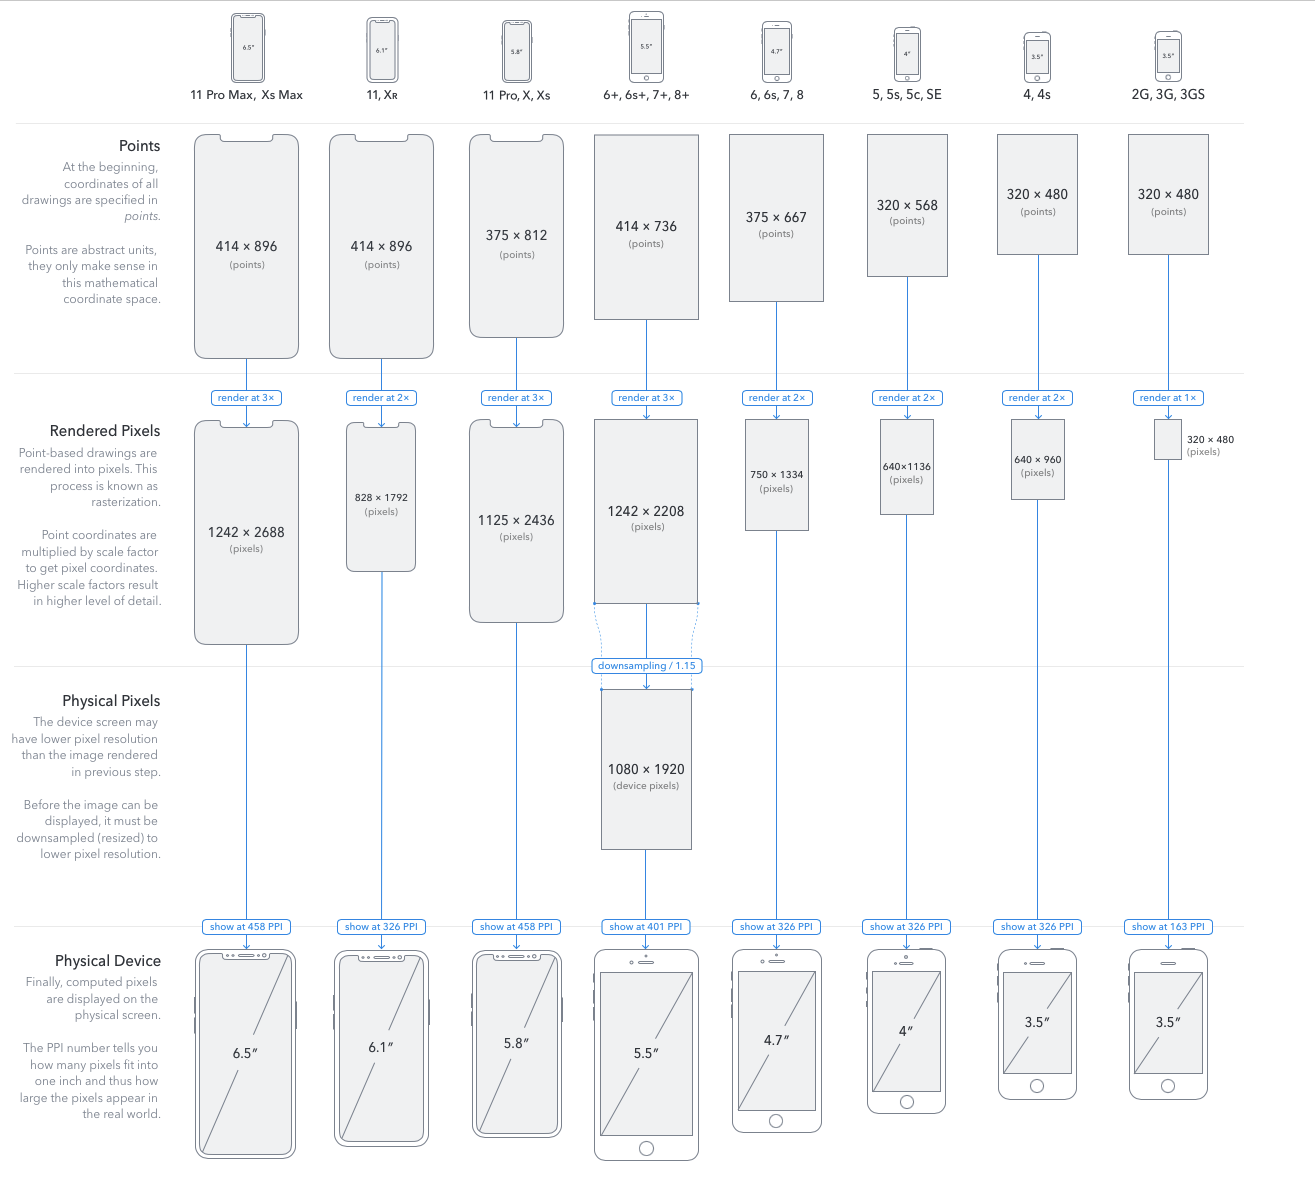 6.5″
6.1″
5.8″
5.5″
4.7″
4″
3.5″
3.5″
11 Pro Max, Xs Max
11, XR
11 Pro, X, Xs
6+, 6s+, 7+, 8+
6, 6s, 7, 8
5, 5s, 5c, SE
4, 4s
2G, 3G, 3GS
Points
At the beginning,
coordinates of all
drawings are specified in
points.
Points are abstract units,
they only make sense in
this mathematical
coordinate space.
414 × 896
(points)
414 × 896
(points)
375 × 812
(points)
414 × 736
(points)
375 × 667
(points)
320 × 568
(points)
320 × 480
(points)
320 × 480
(points)
render at 3×
render at 2×
render at 3×
render at 3×
render at 2×
render at 2×
render at 2×
render at 1×
Rendered Pixels
Point-based drawings are
rendered into pixels. This
process is known as
rasterization.
Point coordinates are
multiplied by scale factor
to get pixel coordinates.
Higher scale factors result
in higher level of detail.
1242 × 2688
(pixels)
828 × 1792
(pixels)
1125 × 2436
(pixels)
1242 × 2208
(pixels)
750 × 1334
(pixels)
640×1136
(pixels)
640 × 960
(pixels)
320 × 480
(pixels)
downsampling / 1.15
Physical Pixels
The device screen may
have lower pixel resolution
than the image rendered
in previous step.
Before the image can be
displayed, it must be
downsampled (resized) to
lower pixel resolution.
1080 × 1920
(device pixels)
show at 458 PPI
show at 326 PPI
show at 458 PPI
show at 401 PPI
show at 326 PPI
show at 326 PPI
show at 326 PPI
show at 163 PPI
Physical Device
Finally, computed pixels
are displayed on the
physical screen.
The PPI number tells you
how many pixels fit into
one inch and thus how
large the pixels appear in
the real world.
6.5″
6.1″
5.8″
5.5″
4.7″
4″
3.5″
3.5″